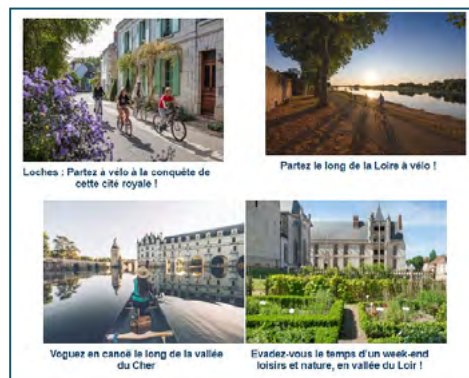 Loches : Partez à vélo à la conquête de
cette cité royale !
Partez le long de la Loire à vélo !
Voguez en canoë le long de la vallée
du Cher
Evadez-vous le temps d'un week-end
loisirs et nature, en vallée du Loir !